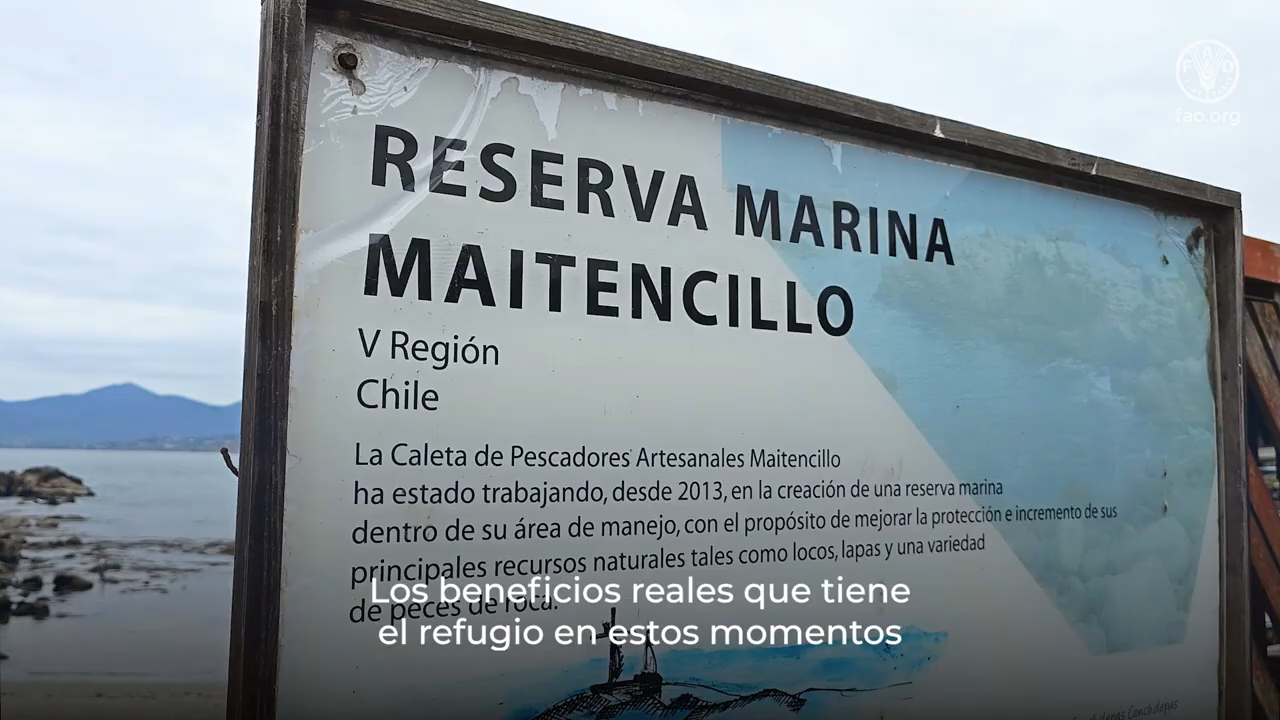 FAO
fao.org
RESERVA MARINA
MAITENCILLO
V Región
Chile
La Caleta de Pescadores Artesanales Maitencillo
ha estado trabajando, desde 2013, en la creación de una reserva marina
dentro de su área de manejo, con el propósito de mejorar la protección e incremento de sus
principales recursos naturales tales como locos, lapas y una variedad
de peces de roca.
Los beneficios reales que tiene
el refugio en estos momentos
Concholepas